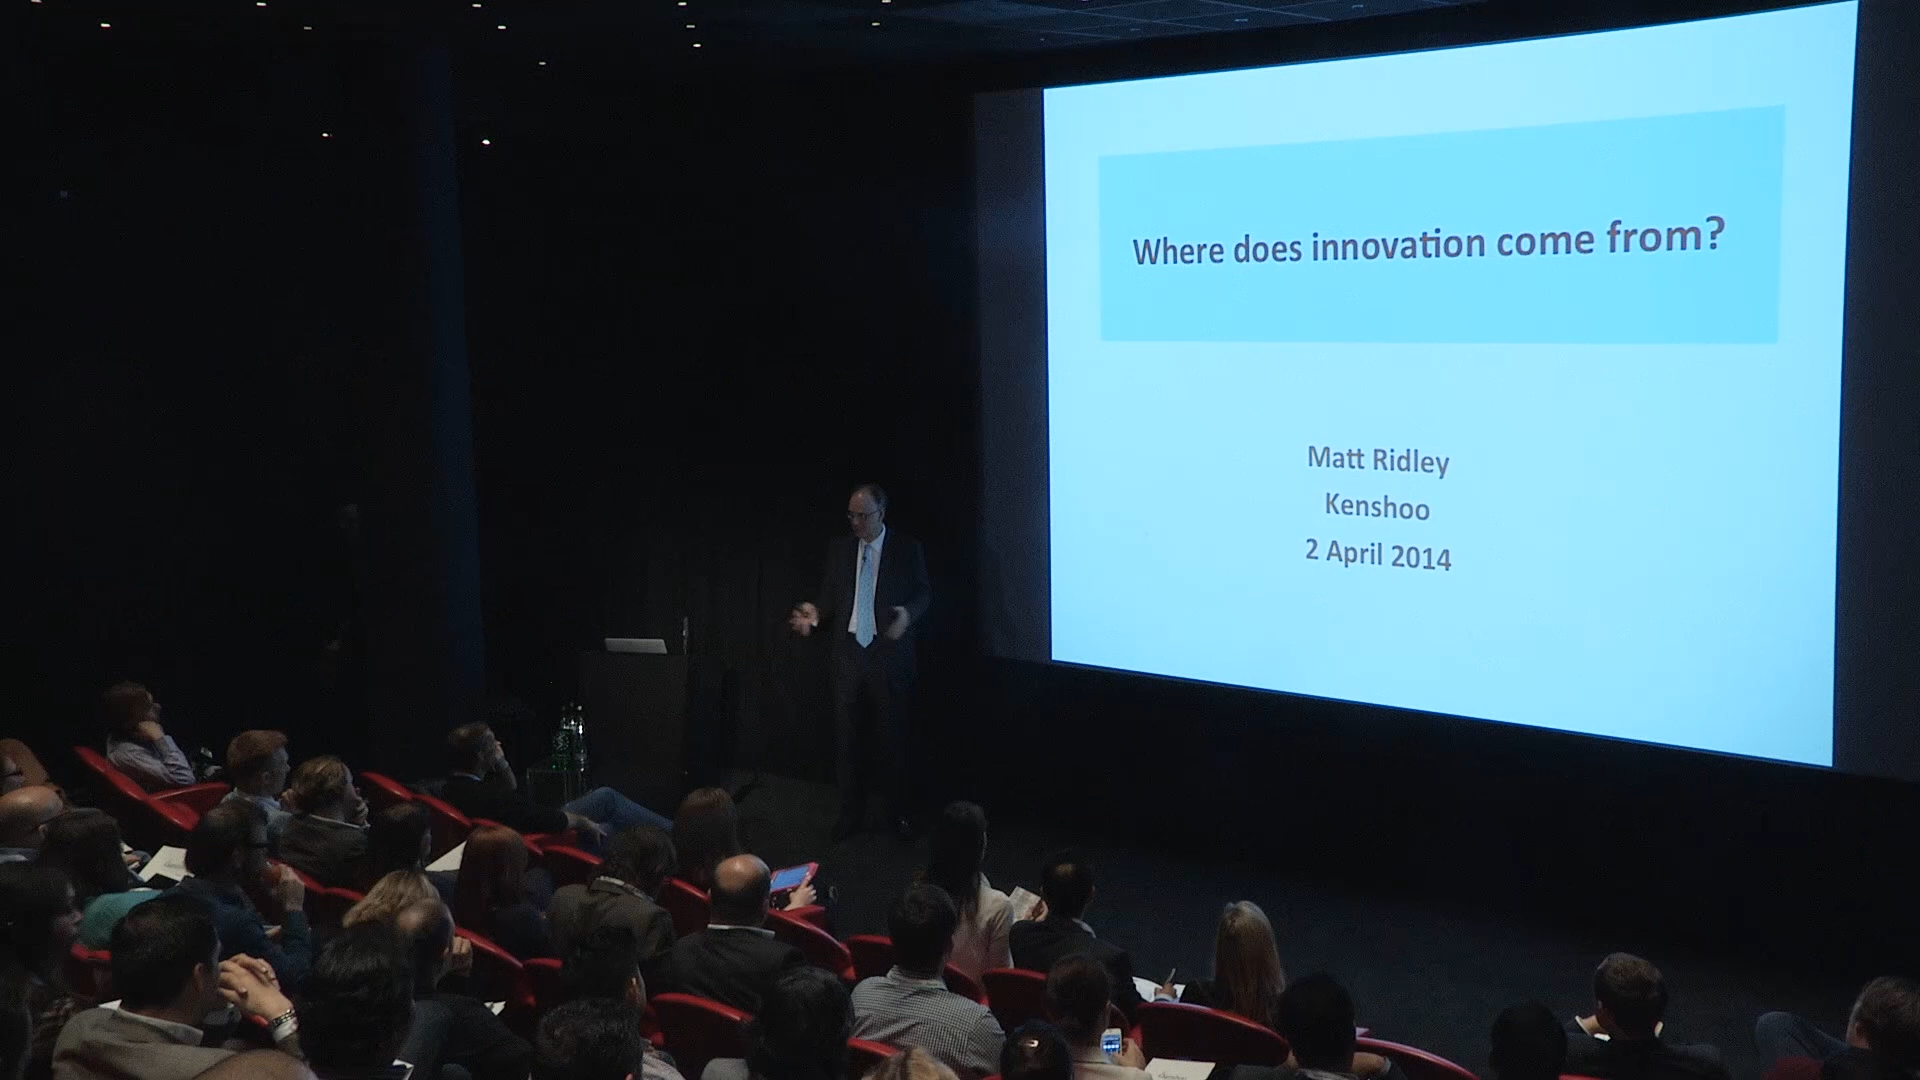 Where does innovation come from?
Matt Ridley
Kenshoo
2 April 2014